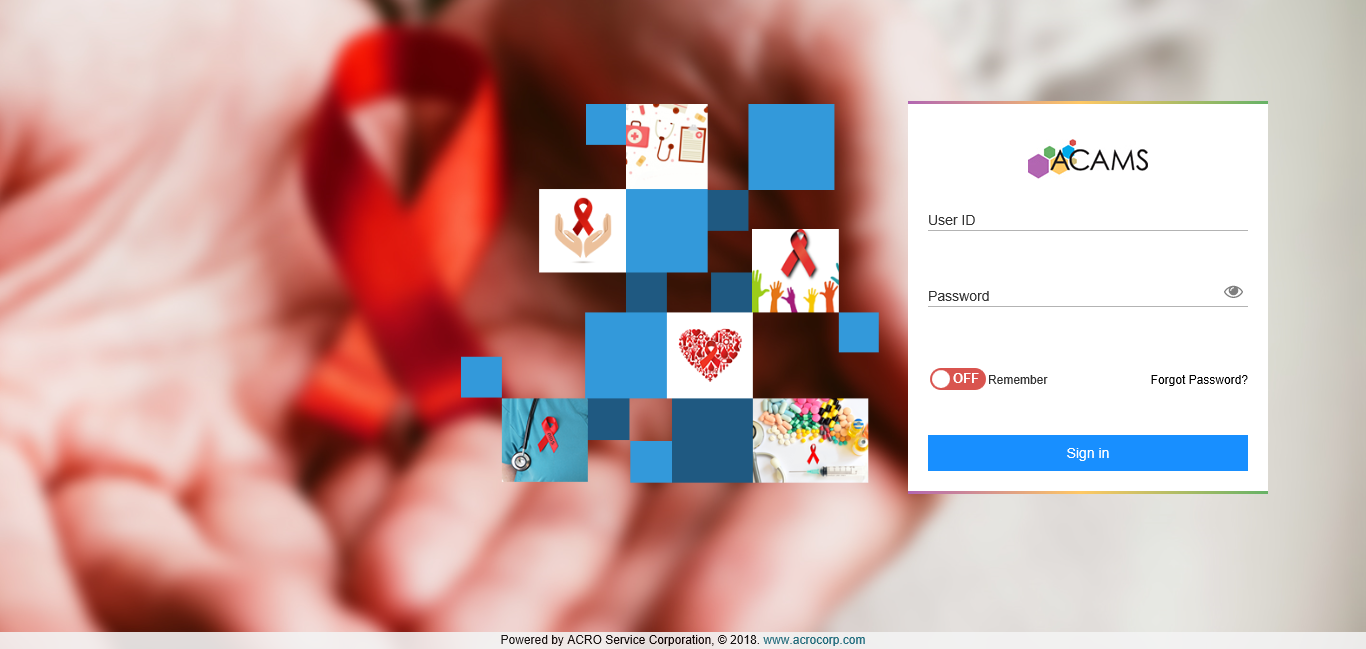 ACAMS
User ID
Password
OFF Remember
Forgot Password?
Sign in
Powered by ACRO Service Corporation, © 2018. www.acrocorp.com